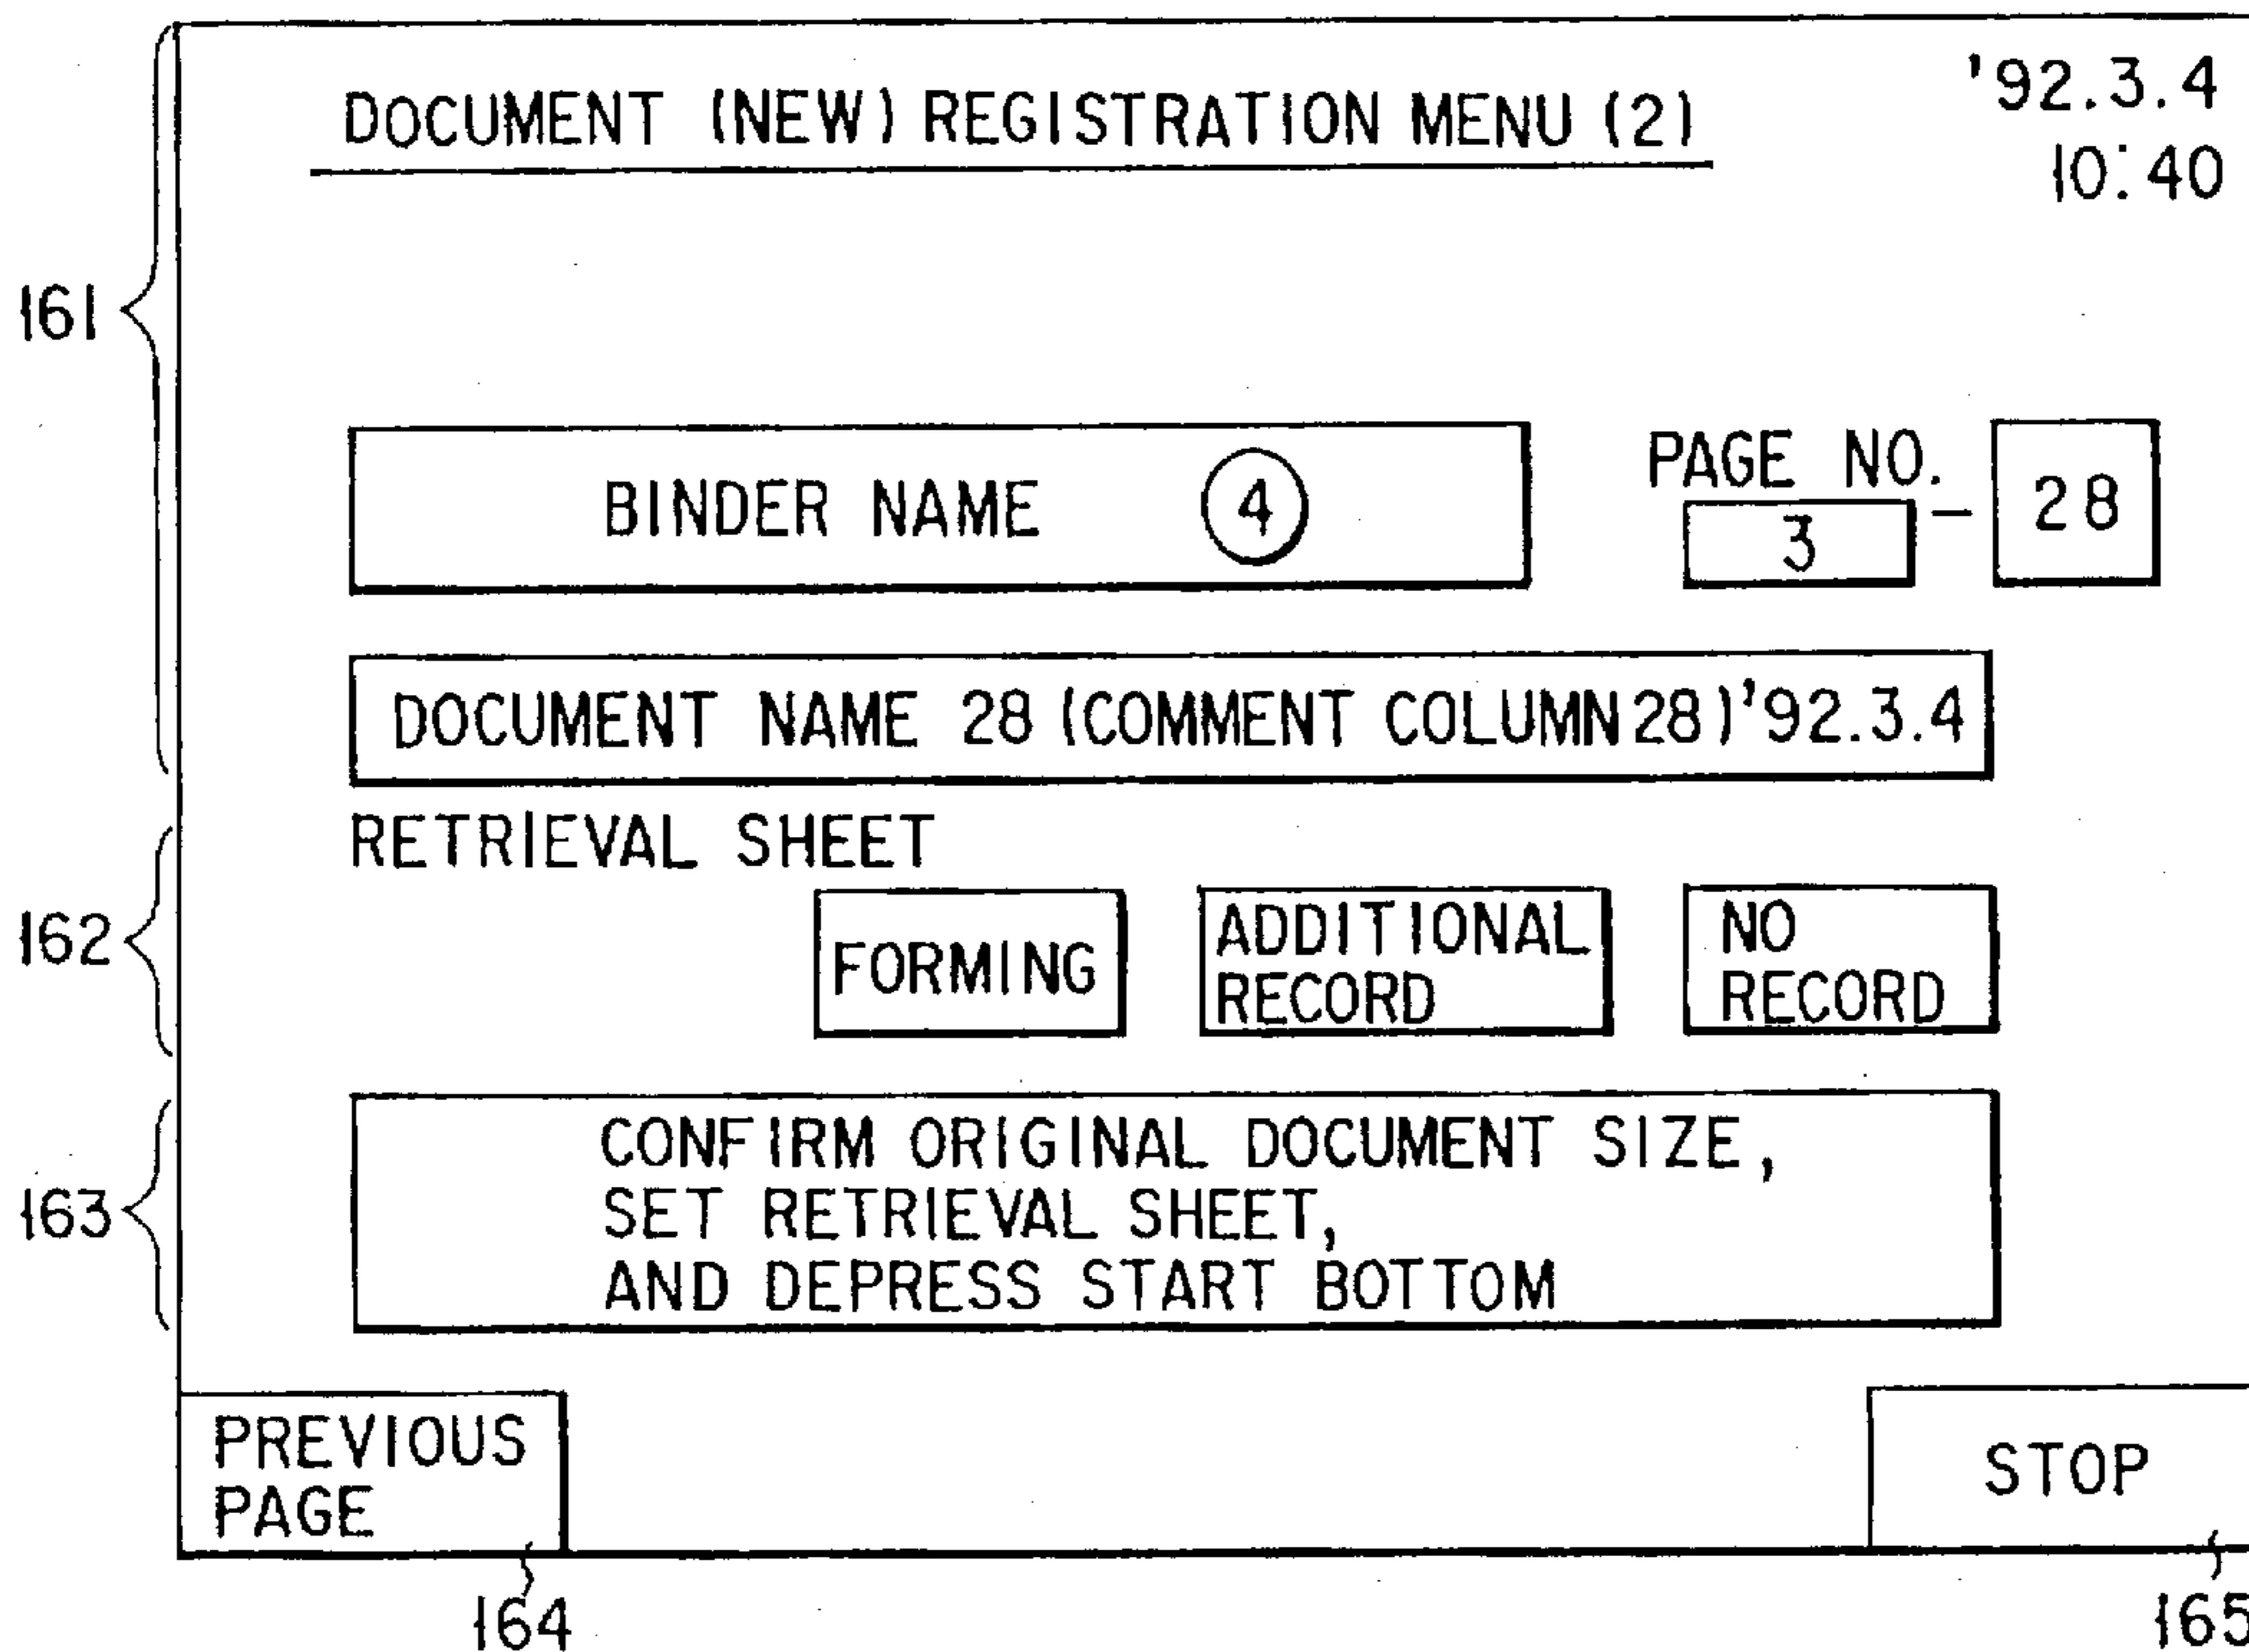 DOCUMENT (NEW) REGISTRATION MENU (2)
'92.3.4
10:40
161
BINDER NAME ④
PAGE NO.
3 - 28
DOCUMENT NAME 28 (COMMENT COLUMN 28) '92.3.4
RETRIEVAL SHEET
162
FORMING
ADDITIONAL
RECORD
NO
RECORD
163
CONFIRM ORIGINAL DOCUMENT SIZE,
SET RETRIEVAL SHEET,
AND DEPRESS START BOTTOM
PREVIOUS
PAGE
STOP
164
165